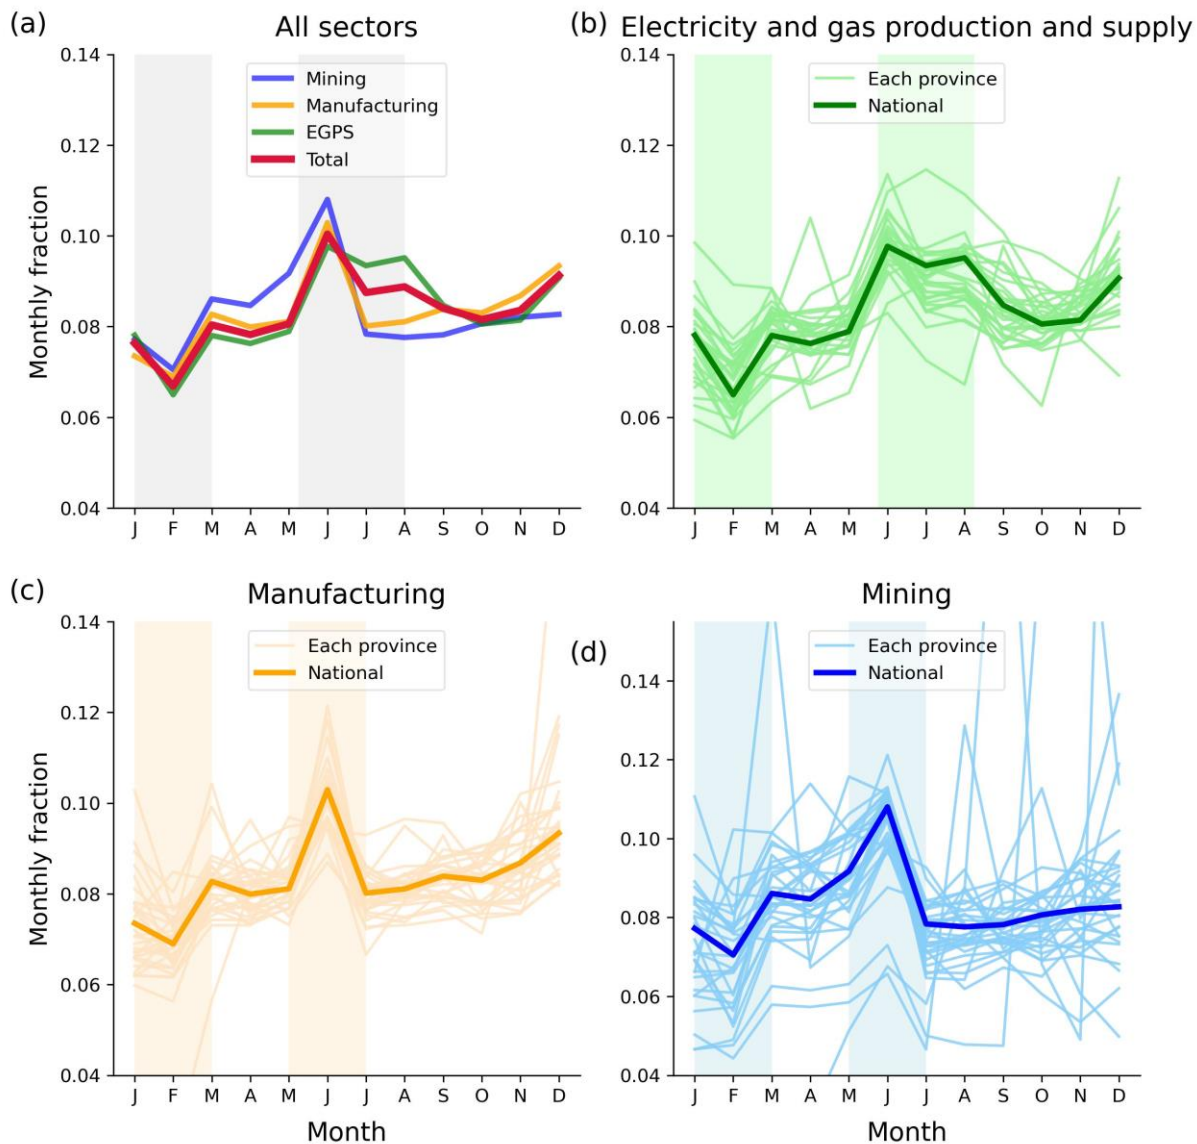 (a)
All sectors
0.14
0.12
0.10
0.08
0.06
0.04
Monthly fraction
Mining
Manufacturing
EGPS
Total
J F M A M J J A S O N D
(b)
Electricity and gas production and supply
0.14
0.12
0.10
0.08
0.06
0.04
Each province
National
J F M A M J J A S O N D
(c)
Manufacturing
0.14
0.12
0.10
0.08
0.06
0.04
Monthly fraction
Each province
National
J F M A M J J A S O N D
Month
(d)
Mining
0.14
0.12
0.10
0.08
0.06
0.04
Each province
National
J F M A M J J A S O N D
Month